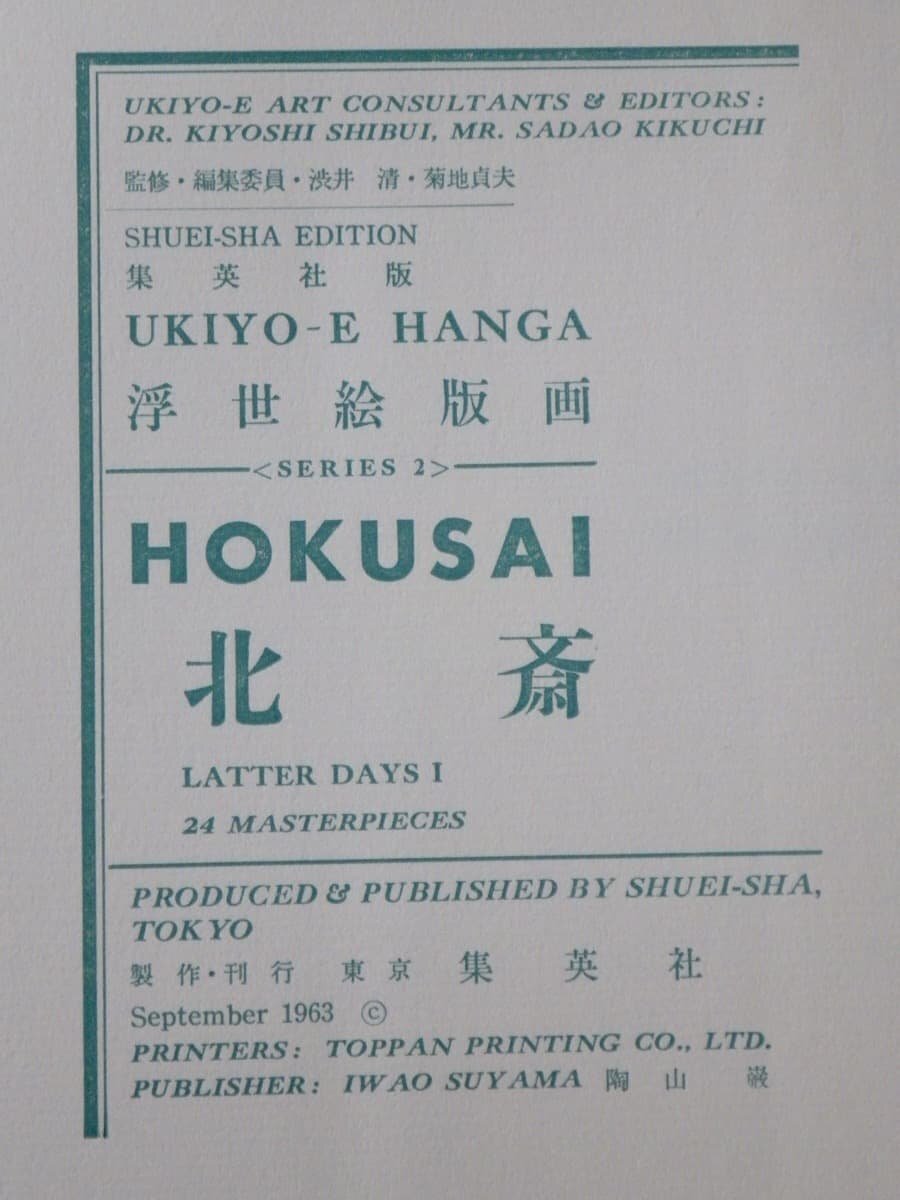 UKIYO-E ART CONSULTANTS & EDITORS:
DR. KIYOSHI SHIBUI, MR. SADAO KIKUCHI
監修・編集委員・渋井 清・菊地貞夫
SHUEI-SHA EDITION
集英社版
UKIYO-E HANGA
浮世絵版画
<SERIES 2>
HOKUSAI
北斎
LATTER DAYS I
24 MASTERPIECES
PRODUCED & PUBLISHED BY SHUEI-SHA,
TOKYO
製作・刊行 東京 集英社
September 1963 ©
PRINTERS: TOPPAN PRINTING CO., LTD.
PUBLISHER: IWAO SUYAMA 陶山 巌